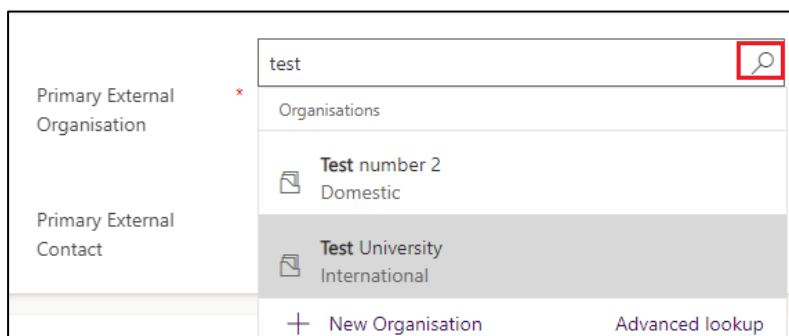 test
Primary External *
Organisation
Organisations
Test number 2
Domestic
Primary External
Contact
Test University
International
New Organisation
Advanced lookup